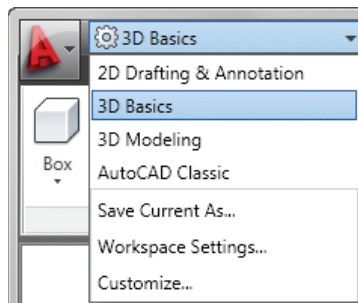 3D Basics
2D Drafting & Annotation
3D Basics
3D Modeling
AutoCAD Classic
Save Current As...
Workspace Settings...
Customize...
Box